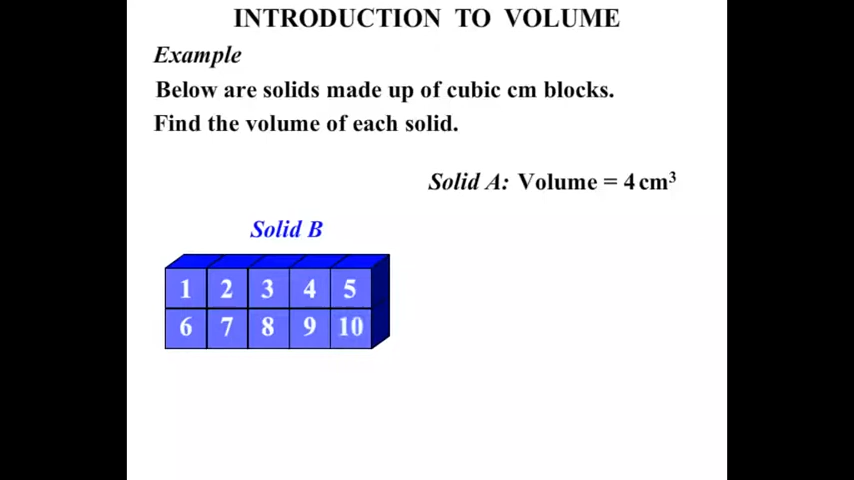 INTRODUCTION TO VOLUME
Example
Below are solids made up of cubic cm blocks.
Find the volume of each solid.
Solid A: Volume = 4 cm³
Solid B
1 2 3 4 5
6 7 8 9 10